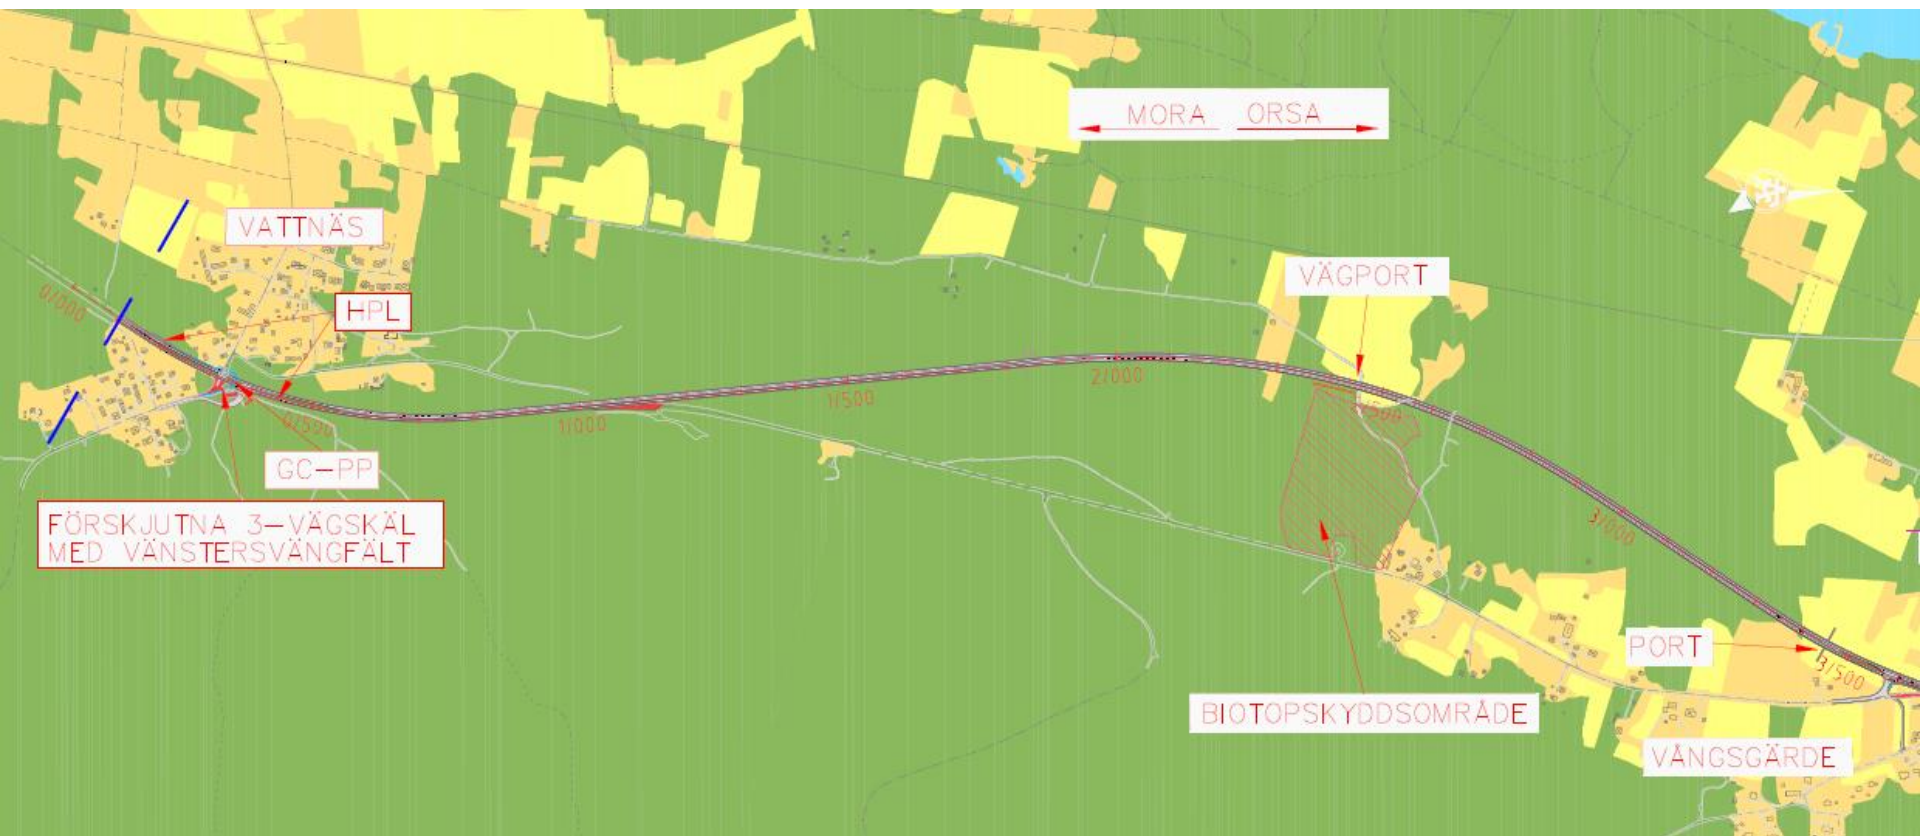 MORA ORSA
VATTNÄS
VÄGPORT
HPL
0/000
2/000
1/500
1/000
0/500
GC-PP
FÖRSKJUTNA 3-VÄGSKÄL
MED VÄNSTERSVÄNGFÄLT
3/000
PORT
3/500
BIOTOPSKYDDSOMRÅDE
VÅNGSGÄRDE